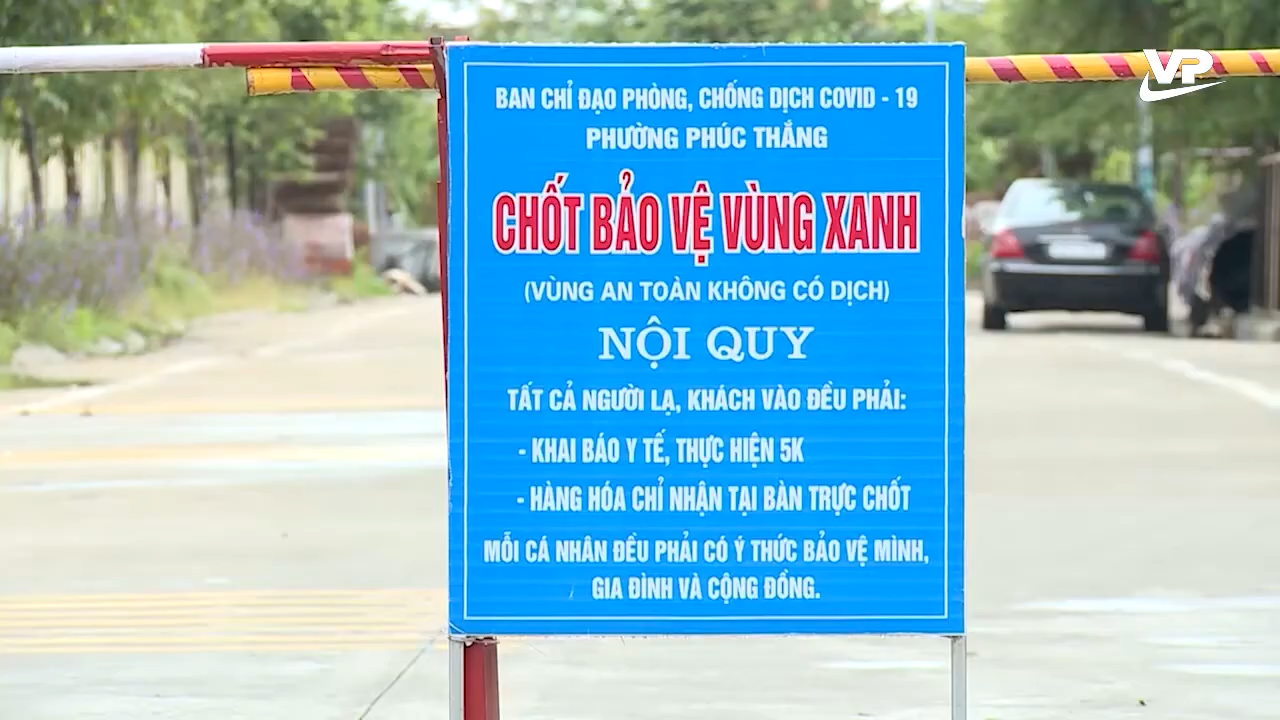 VP
BAN CHỈ ĐẠO PHÒNG, CHỐNG DỊCH COVID - 19
PHƯỜNG PHÚC THẮNG
CHỐT BẢO VỆ VÙNG XANH
(VÙNG AN TOÀN KHÔNG CÓ DỊCH)
NỘI QUY
TẤT CẢ NGƯỜI LẠ, KHÁCH VÀO ĐỀU PHẢI:
- KHAI BÁO Y TẾ, THỰC HIỆN 5K
- HÀNG HÓA CHỈ NHẬN TẠI BÀN TRỰC CHỐT
MỖI CÁ NHÂN ĐỀU PHẢI CÓ Ý THỨC BẢO VỆ MÌNH,
GIA ĐÌNH VÀ CỘNG ĐỒNG.